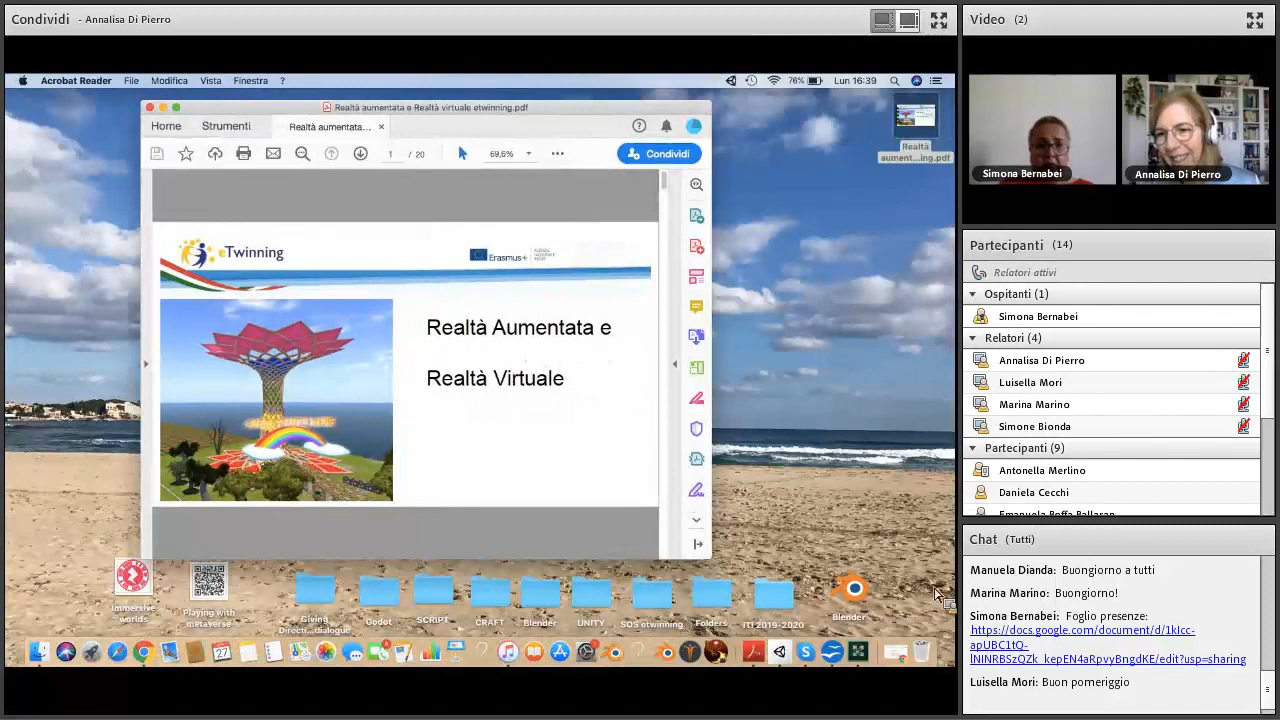 Condividi - Annalisa Di Pierro
Acrobat Reader File Modifica Vista Finestra ?
76% Lun 16:39
Realtà aumentata e Realtà virtuale etwinning.pdf
Home Strumenti Realtà aumentata... ×
1 / 20 69,6% Condividi
eTwinning
Erasmus+
Realtà Aumentata e
Realtà Virtuale
Realtà
aument...ing.pdf
Immersive
worlds
Playing with
metaverse
Giving
Directi...dialogue
Godot
SCRIPT
CRAFT
Blender
UNITY
SOS etwinning
Folders
ITI 2019-2020
Blender
27
Video (2)
Simona Bernabei
Annalisa Di Pierro
Partecipanti (14)
Relatori attivi
Ospitanti (1)
Simona Bernabei
Relatori (4)
Annalisa Di Pierro
Luisella Mori
Marina Marino
Simone Bionda
Partecipanti (9)
Antonella Merlino
Daniela Cecchi
Chat (Tutti)
Manuela Dianda: Buongiorno a tutti
Marina Marino: Buongiorno!
Simona Bernabei: Foglio presenze:
https://docs.google.com/document/d/1kIcc-
apUBC1tQ-
lNINRBSzQZk_kepEN4aRpvyBngdKE/edit?usp=sharing
Luisella Mori: Buon pomeriggio